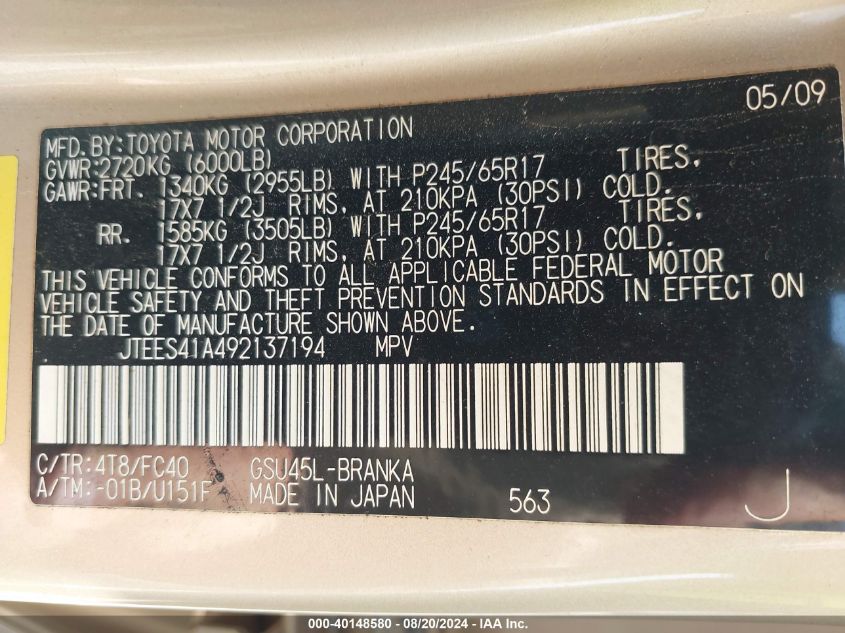 05/09
MFD. BY:TOYOTA MOTOR CORPORATION
GVWR:2720KG (6000LB)
GAWR:FRT. 1340KG (2955LB) WITH P245/65R17 TIRES,
17X7 1/2J RIMS, AT 210KPA (30PSI) COLD.
RR. 1585KG (3505LB) WITH P245/65R17 TIRES,
17X7 1/2J RIMS, AT 210KPA (30PSI) COLD.
THIS VEHICLE CONFORMS TO ALL APPLICABLE FEDERAL MOTOR
VEHICLE SAFETY AND THEFT PREVENTION STANDARDS IN EFFECT ON
THE DATE OF MANUFACTURE SHOWN ABOVE.
JTEES41A492137194 MPV
C/TR:4T8/FC40 GSU45L-BRANKA
A/TM:-01B/U151F MADE IN JAPAN 563 J
000-40148580 - 08/20/2024 - IAA Inc.